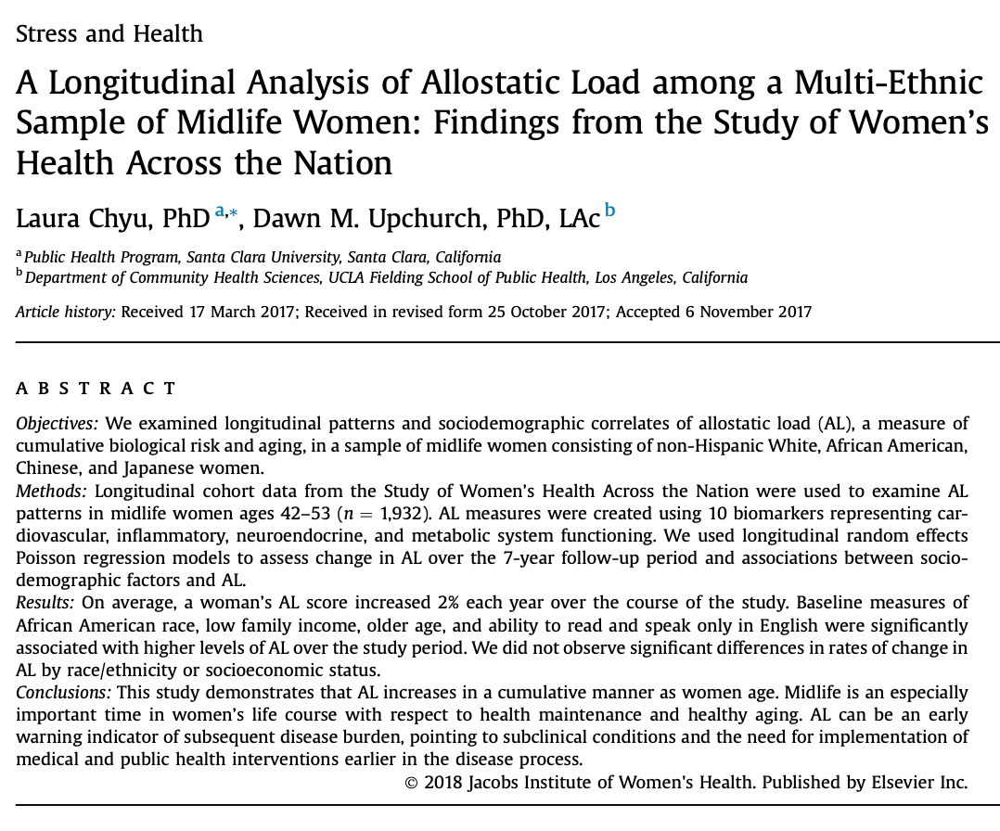 Stress and Health
A Longitudinal Analysis of Allostatic Load among a Multi-Ethnic
Sample of Midlife Women: Findings from the Study of Women's
Health Across the Nation
Laura Chyu, PhD a,*, Dawn M. Upchurch, PhD, LAc b
a Public Health Program, Santa Clara University, Santa Clara, California
b Department of Community Health Sciences, UCLA Fielding School of Public Health, Los Angeles, California
Article history: Received 17 March 2017; Received in revised form 25 October 2017; Accepted 6 November 2017
A B S T R A C T
Objectives: We examined longitudinal patterns and sociodemographic correlates of allostatic load (AL), a measure of
cumulative biological risk and aging, in a sample of midlife women consisting of non-Hispanic White, African American,
Chinese, and Japanese women.
Methods: Longitudinal cohort data from the Study of Women's Health Across the Nation were used to examine AL
patterns in midlife women ages 42–53 (n = 1,932). AL measures were created using 10 biomarkers representing car-
diovascular, inflammatory, neuroendocrine, and metabolic system functioning. We used longitudinal random effects
Poisson regression models to assess change in AL over the 7-year follow-up period and associations between socio-
demographic factors and AL.
Results: On average, a woman's AL score increased 2% each year over the course of the study. Baseline measures of
African American race, low family income, older age, and ability to read and speak only in English were significantly
associated with higher levels of AL over the study period. We did not observe significant differences in rates of change in
AL by race/ethnicity or socioeconomic status.
Conclusions: This study demonstrates that AL increases in a cumulative manner as women age. Midlife is an especially
important time in women's life course with respect to health maintenance and healthy aging. AL can be an early
warning indicator of subsequent disease burden, pointing to subclinical conditions and the need for implementation of
medical and public health interventions earlier in the disease process.
© 2018 Jacobs Institute of Women's Health. Published by Elsevier Inc.